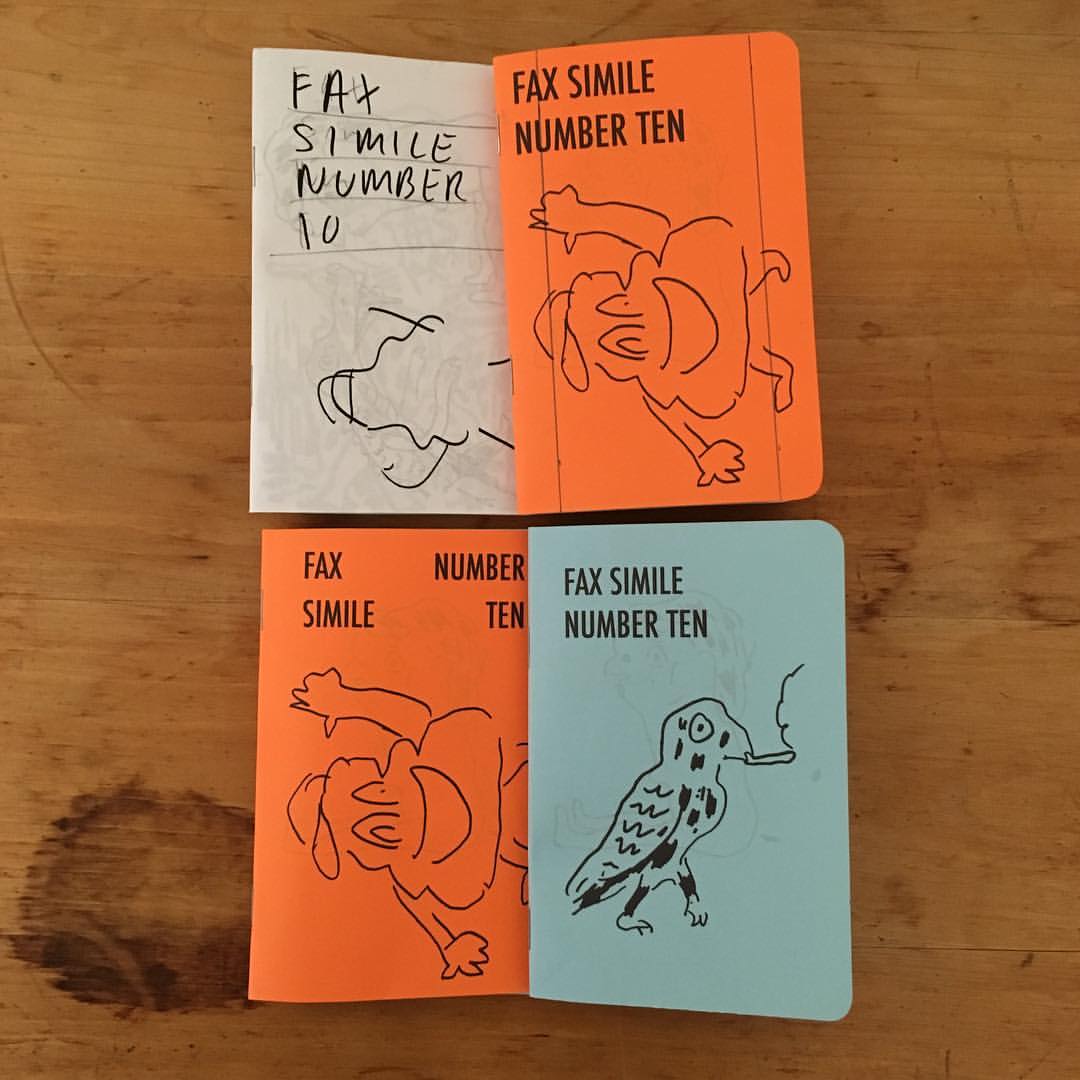 FAX
SIMILE
NUMBER
10
FAX SIMILE
NUMBER TEN
FAX NUMBER
SIMILE TEN
FAX SIMILE
NUMBER TEN